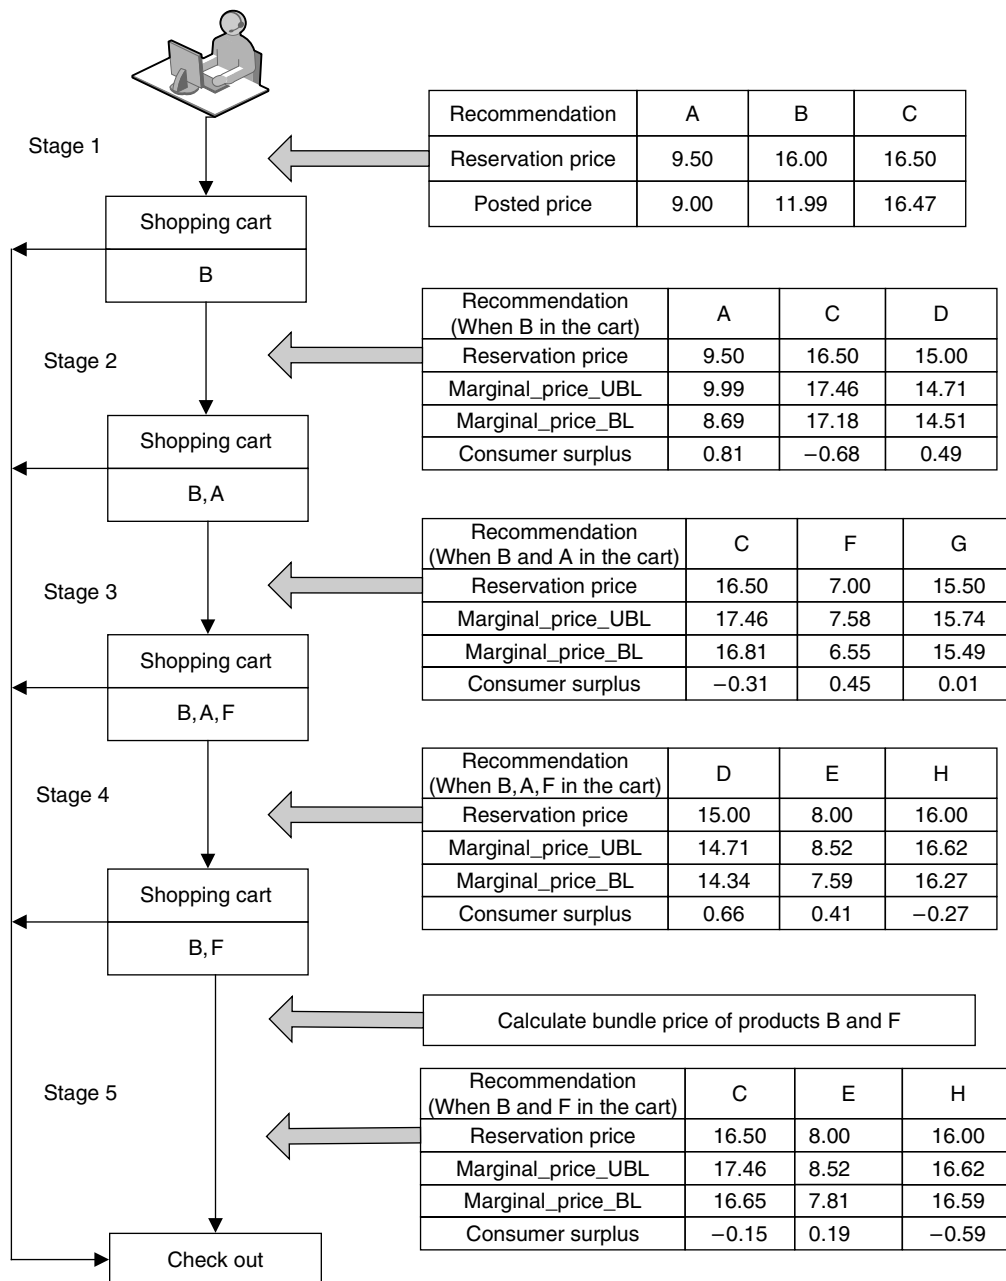 Stage 1
Recommendation A B C
Reservation price 9.50 16.00 16.50
Posted price 9.00 11.99 16.47
Shopping cart
B
Stage 2
Recommendation
(When B in the cart) A C D
Reservation price 9.50 16.50 15.00
Marginal_price_UBL 9.99 17.46 14.71
Marginal_price_BL 8.69 17.18 14.51
Consumer surplus 0.81 −0.68 0.49
Shopping cart
B, A
Stage 3
Recommendation
(When B and A in the cart) C F G
Reservation price 16.50 7.00 15.50
Marginal_price_UBL 17.46 7.58 15.74
Marginal_price_BL 16.81 6.55 15.49
Consumer surplus −0.31 0.45 0.01
Shopping cart
B, A, F
Stage 4
Recommendation
(When B, A, F in the cart) D E H
Reservation price 15.00 8.00 16.00
Marginal_price_UBL 14.71 8.52 16.62
Marginal_price_BL 14.34 7.59 16.27
Consumer surplus 0.66 0.41 −0.27
Shopping cart
B, F
Calculate bundle price of products B and F
Stage 5
Recommendation
(When B and F in the cart) C E H
Reservation price 16.50 8.00 16.00
Marginal_price_UBL 17.46 8.52 16.62
Marginal_price_BL 16.65 7.81 16.59
Consumer surplus −0.15 0.19 −0.59
Check out